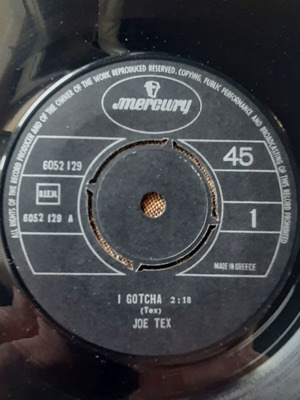 ALL RIGHTS OF THE RECORD PRODUCER AND OF THE OWNER OF THE WORK REPRODUCED RESERVED. COPYING, PUBLIC PERFORMANCE AND BROADCASTING OF THIS RECORD PROHIBITED
mercury
6052 129
45
BIEM
6052 129 A
1
MADE IN GREECE
I GOTCHA 2:18
(Tex)
JOE TEX